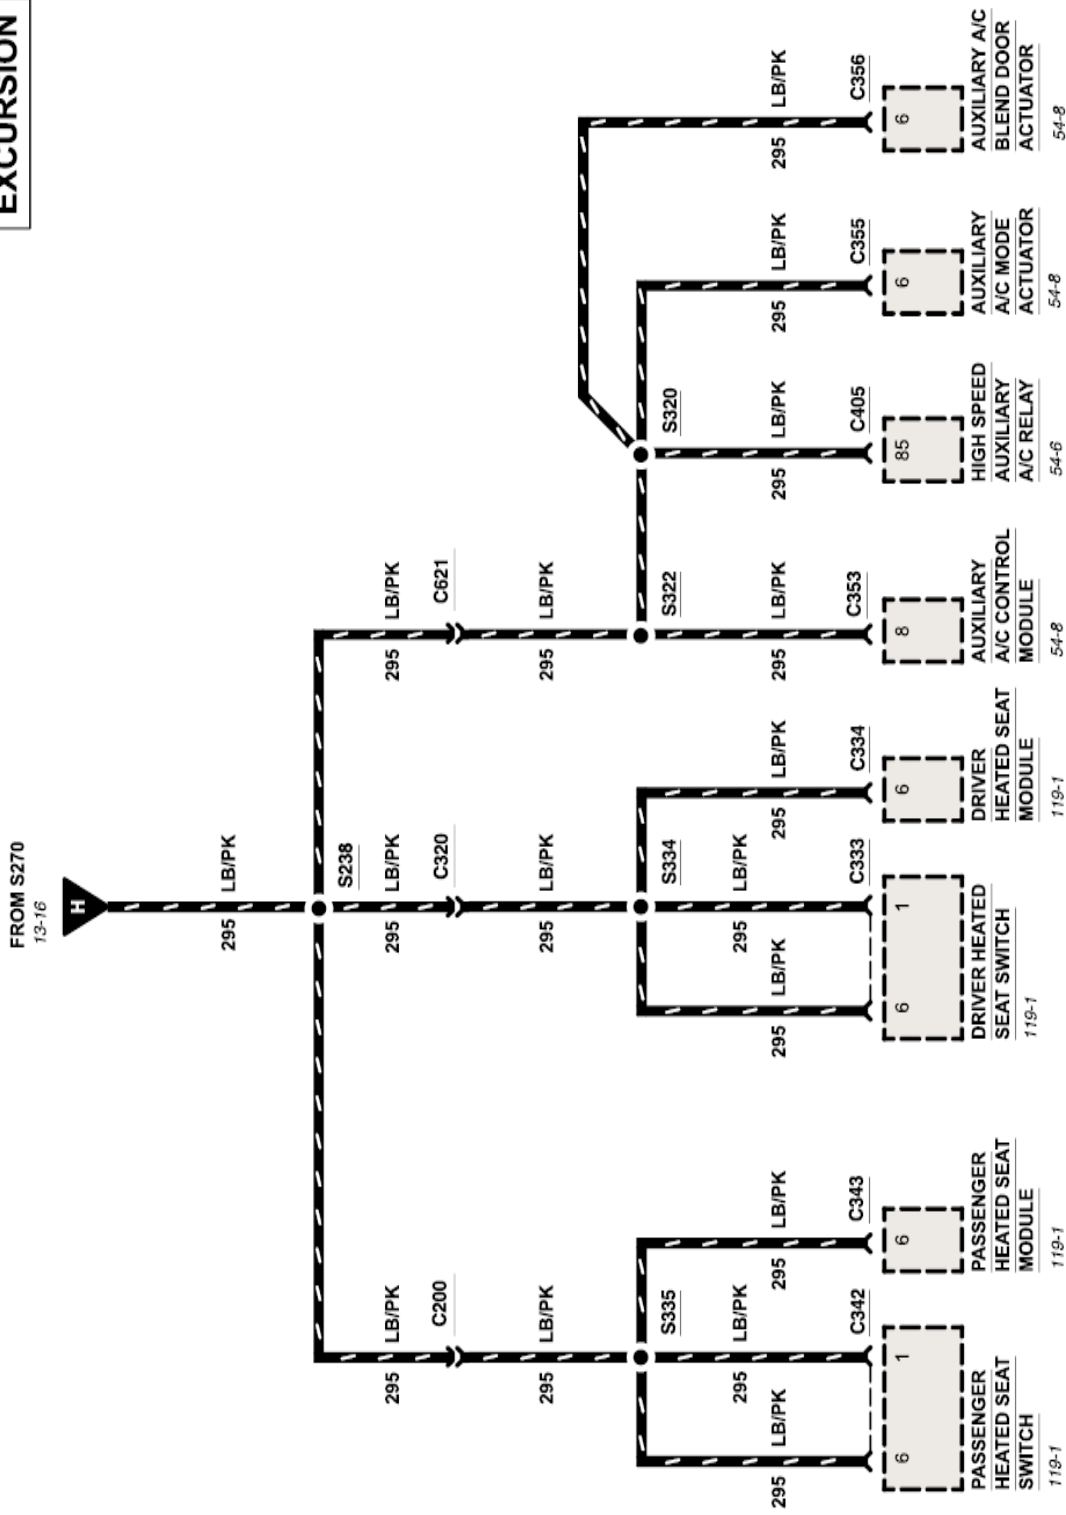 EXCURSION
FROM S270
13-16
H
295
LB/PK
S238
295
LB/PK
C200
295
LB/PK
295
LB/PK
C320
295
LB/PK
295
LB/PK
C621
295
LB/PK
S335
295
LB/PK
295
LB/PK
295
LB/PK
S334
295
LB/PK
295
LB/PK
295
LB/PK
S322
295
LB/PK
S320
295
LB/PK
295
LB/PK
295
LB/PK
C342
C343
C333
C334
C353
C405
C355
C356
6
1
6
6
1
6
8
85
6
6
PASSENGER
HEATED SEAT
SWITCH
119-1
PASSENGER
HEATED SEAT
MODULE
119-1
DRIVER HEATED
SEAT SWITCH
119-1
DRIVER
HEATED SEAT
MODULE
119-1
AUXILIARY
A/C CONTROL
MODULE
54-8
HIGH SPEED
AUXILIARY
A/C RELAY
54-6
AUXILIARY
A/C MODE
ACTUATOR
54-8
AUXILIARY A/C
BLEND DOOR
ACTUATOR
54-8